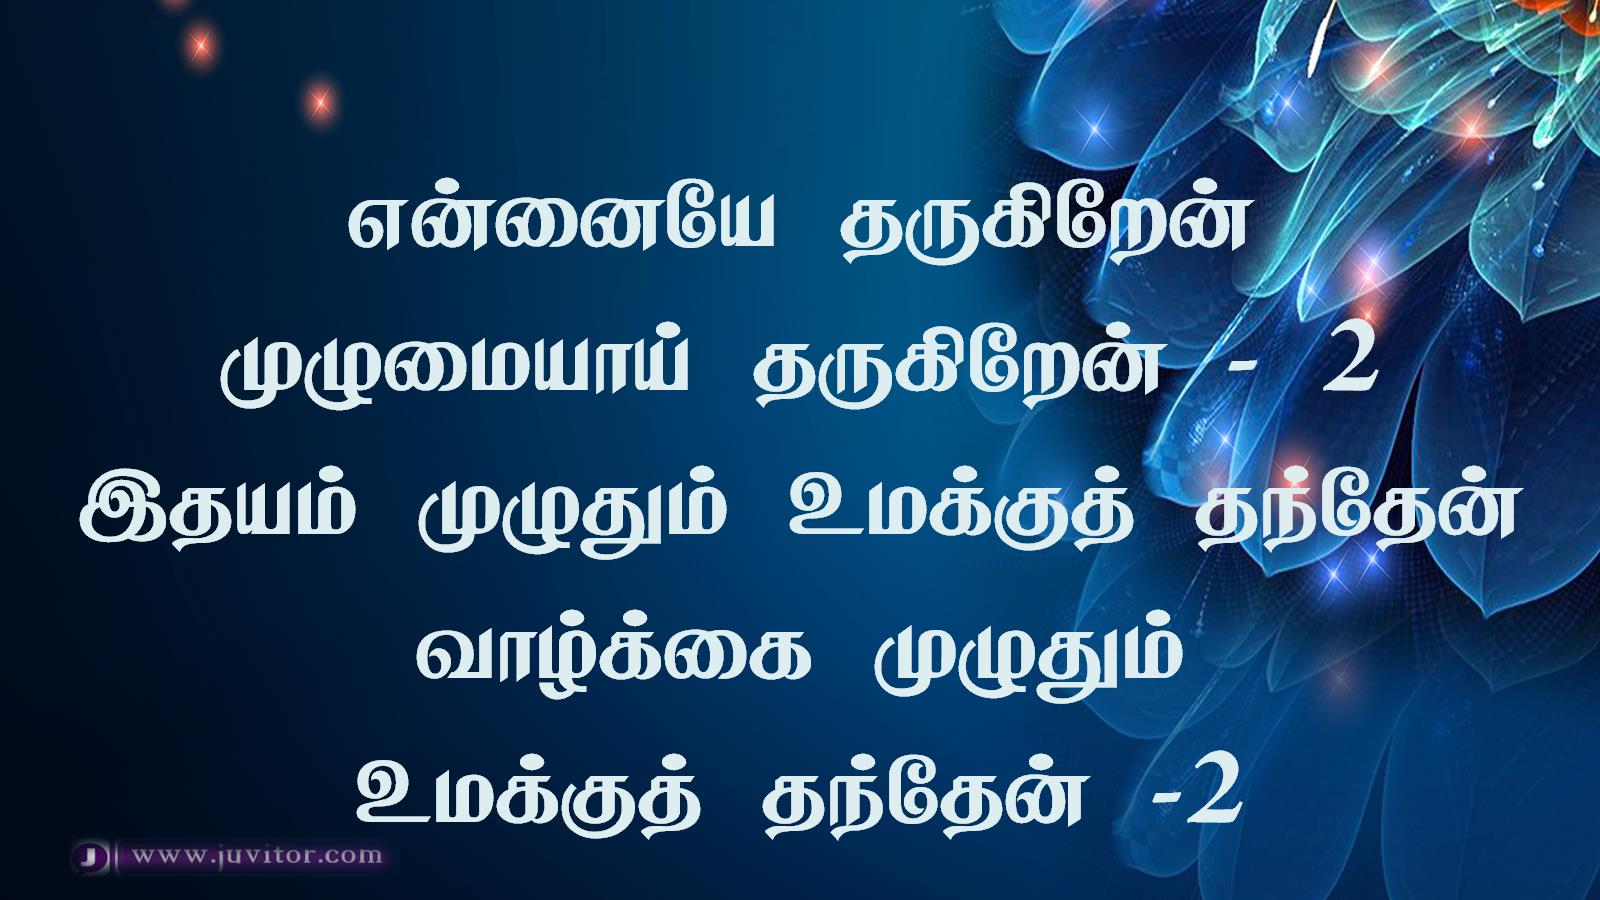 என்னையே தருகிறேன்
முழுமையாய் தருகிறேன் - 2
இதயம் முழுதும் உமக்குத் தந்தேன்
வாழ்க்கை முழுதும்
உமக்குத் தந்தேன் -2
J www.juvitor.com